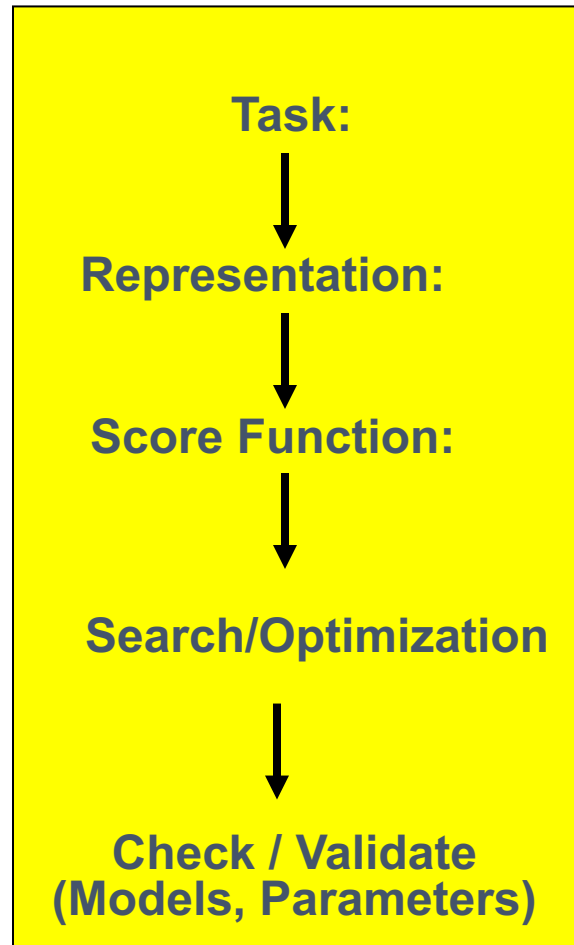 Task:
Representation:
Score Function:
Search/Optimization
Check / Validate
(Models, Parameters)